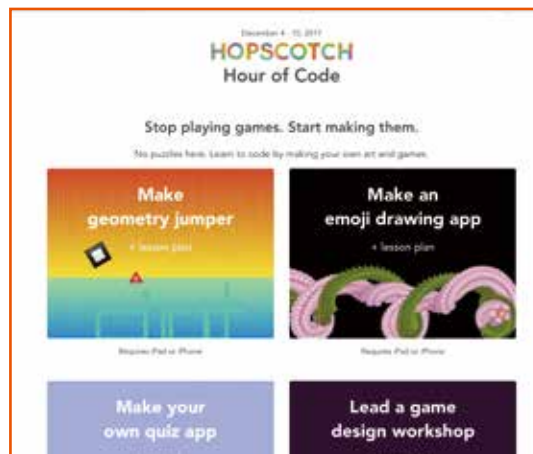 December 4 - 10, 2017
HOPSCOTCH
Hour of Code
Stop playing games. Start making them.
No puzzles here. Learn to code by making your own art and games.
Make
geometry jumper
+ lesson plan
Requires iPad or iPhone
Make an
emoji drawing app
+ lesson plan
Requires iPad or iPhone
Make your
own quiz app
Lead a game
design workshop